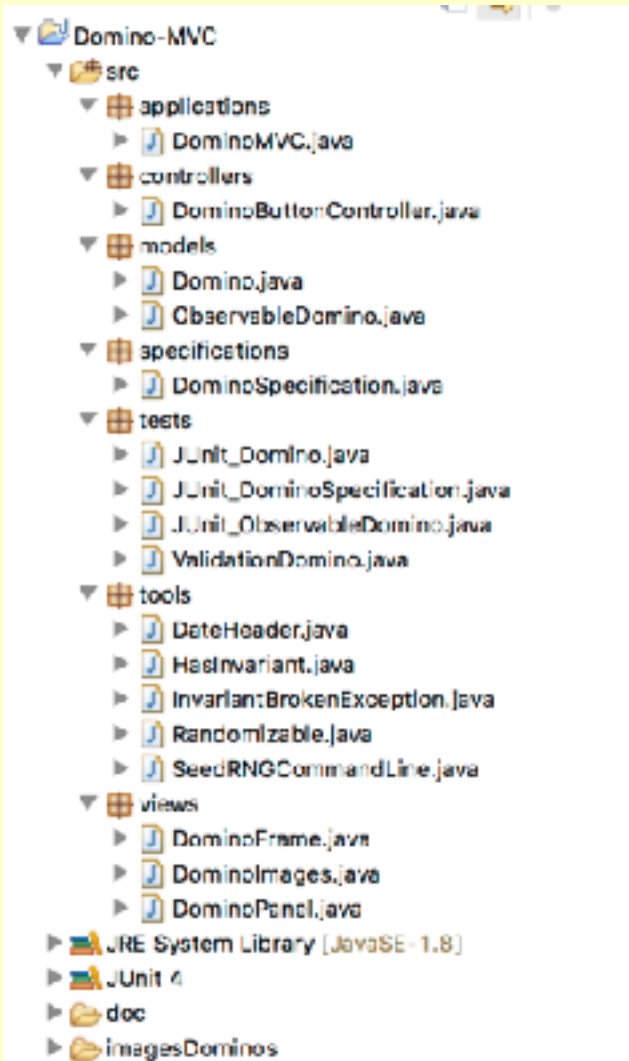 Domino-MVC
src
applications
DominoMVC.java
controllers
DominoButtonController.java
models
Domino.java
ObservableDomino.java
specifications
DominoSpecification.java
tests
JUnit_Domino.java
JUnit_DominoSpecification.java
JUnit_ObservableDomino.java
ValidationDomino.java
tools
DateHeader.java
HasInvariant.java
InvariantBrokenException.java
Randomizable.java
SeedRNGCommandLine.java
views
DominoFrame.java
DominoImages.java
DominoPanel.java
JRE System Library [JavaSE-1.8]
JUnit 4
doc
imagesDominos